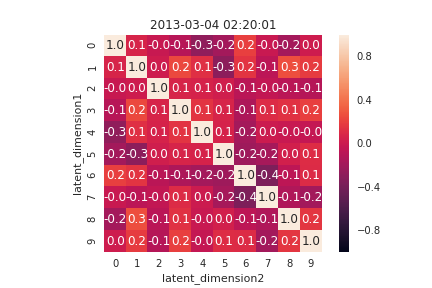 2013-03-04 02:20:01
latent_dimension1
0 1.0 0.1 -0.0 -0.1 -0.3 -0.2 0.2 -0.0 -0.2 0.0
1 0.1 1.0 0.0 0.2 0.1 -0.3 0.2 -0.1 0.3 0.2
2 -0.0 0.0 1.0 0.1 0.1 0.0 -0.1 -0.0 -0.1 -0.1
3 -0.1 0.2 0.1 1.0 0.1 0.1 -0.1 0.1 0.1 0.2
4 -0.3 0.1 0.1 0.1 1.0 0.1 -0.2 0.0 -0.0 -0.0
5 -0.2 -0.3 0.0 0.1 0.1 1.0 -0.2 -0.2 0.0 0.1
6 0.2 0.2 -0.1 -0.1 -0.2 -0.2 1.0 -0.4 -0.1 0.1
7 -0.0 -0.1 -0.0 0.1 0.0 -0.2 -0.4 1.0 -0.1 -0.2
8 -0.2 0.3 -0.1 0.1 -0.0 0.0 -0.1 -0.1 1.0 0.2
9 0.0 0.2 -0.1 0.2 -0.0 0.1 0.1 -0.2 0.2 1.0
0 1 2 3 4 5 6 7 8 9
latent_dimension2
0.8
0.4
0.0
-0.4
-0.8